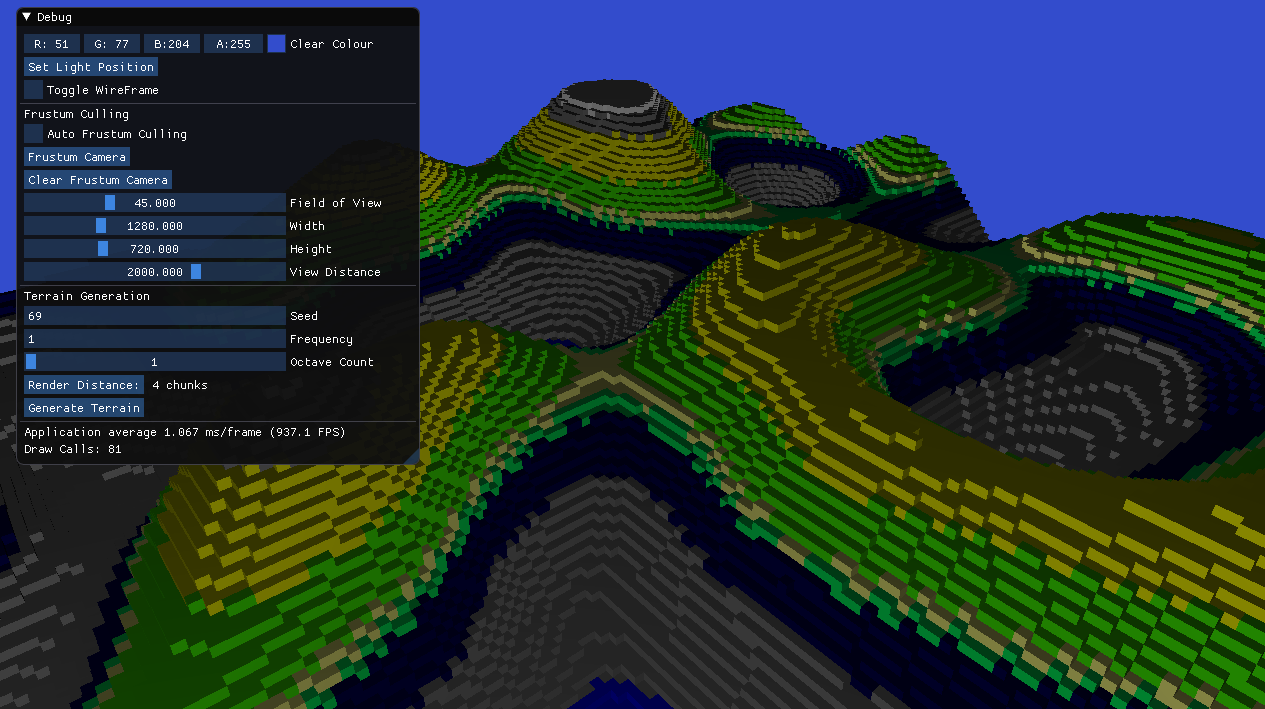 Debug
R: 51 G: 77 B:204 A:255 Clear Colour
Set Light Position
Toggle WireFrame
Frustum Culling
Auto Frustum Culling
Frustum Camera
Clear Frustum Camera
45.000 Field of View
1280.000 Width
720.000 Height
2000.000 View Distance
Terrain Generation
69 Seed
1 Frequency
1 Octave Count
Render Distance: 4 chunks
Generate Terrain
Application average 1.067 ms/frame (937.1 FPS)
Draw Calls: 81